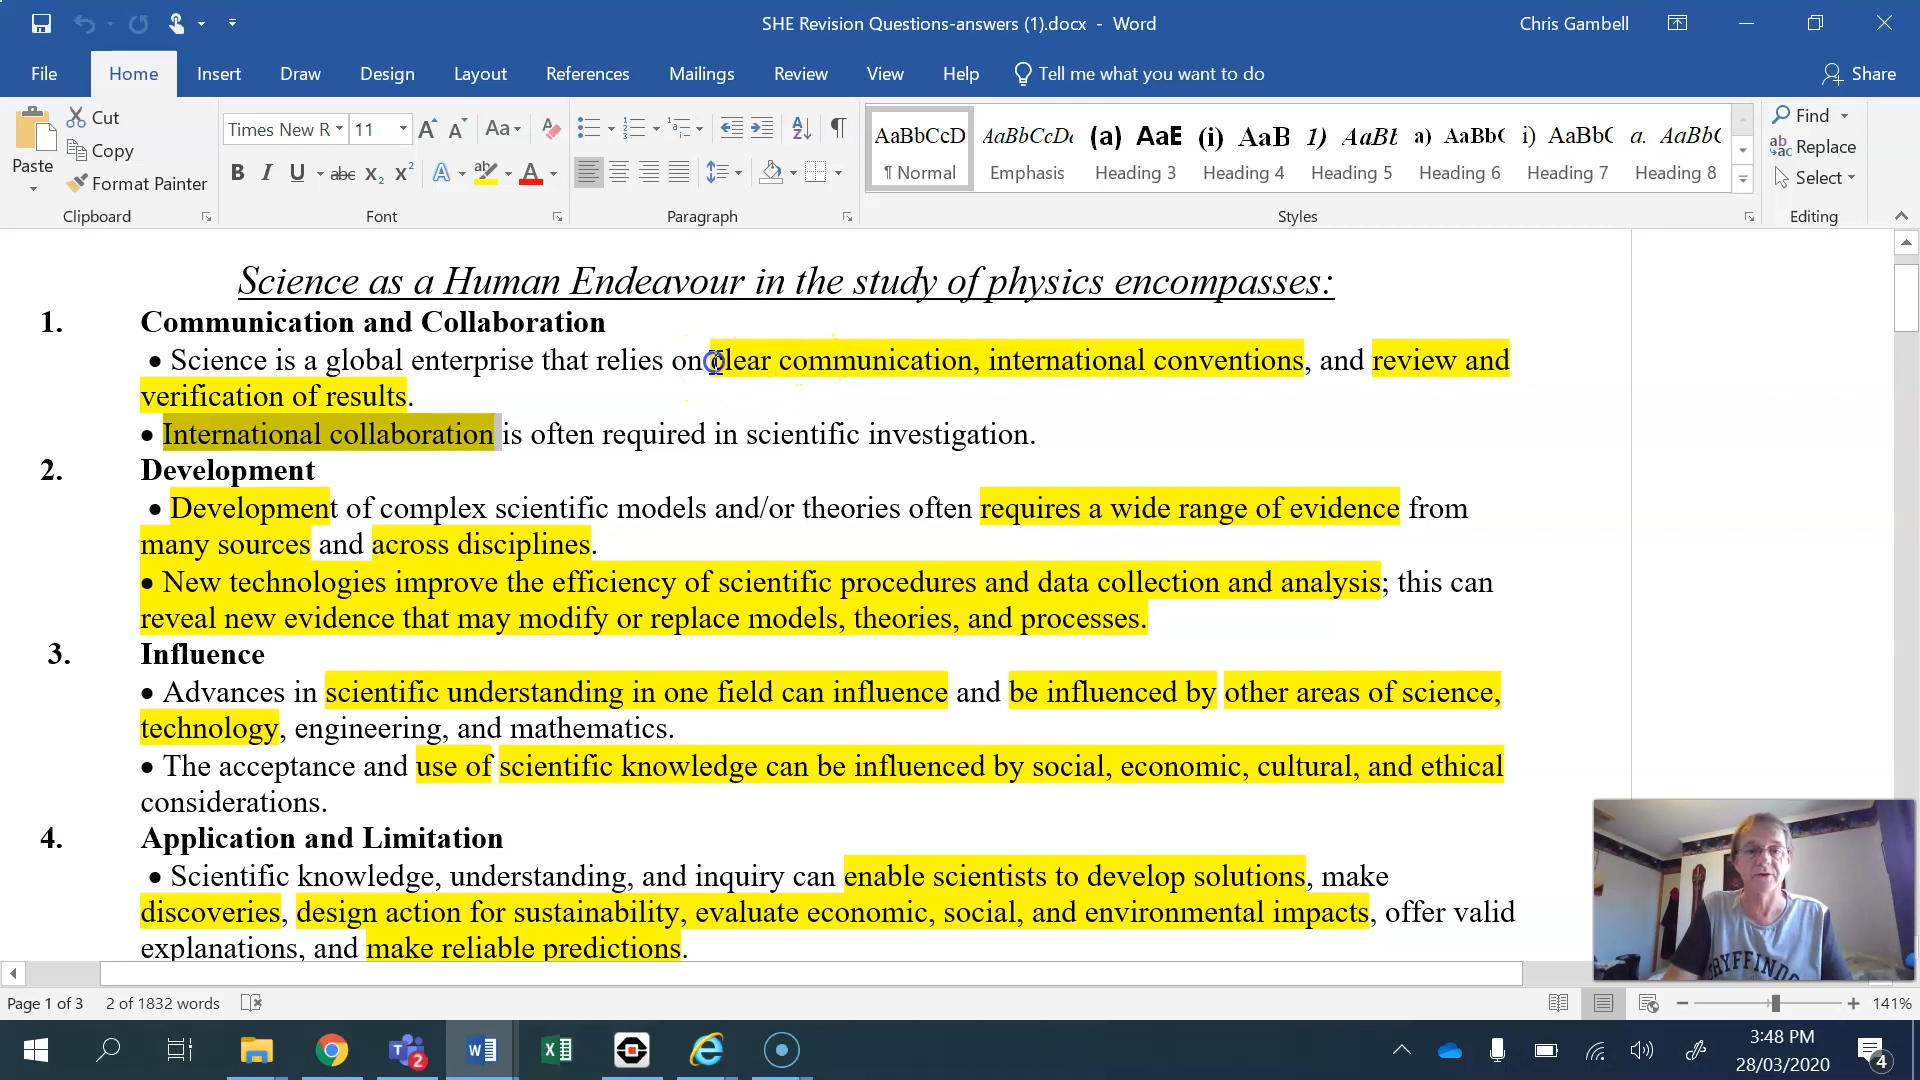 SHE Revision Questions-answers (1).docx - Word
Chris Gambell
File Home Insert Draw Design Layout References Mailings Review View Help Tell me what you want to do Share
Paste
Cut
Copy
Format Painter
Clipboard
Times New R 11
Font
Paragraph
AaBbCcD AaBbCcDc (a) AaE (i) AaB 1) AaBt a) AaBbC i) AaBbC a. AaBbC
¶ Normal Emphasis Heading 3 Heading 4 Heading 5 Heading 6 Heading 7 Heading 8
Styles
Find
Replace
Select
Editing
Science as a Human Endeavour in the study of physics encompasses:
1. Communication and Collaboration
• Science is a global enterprise that relies on clear communication, international conventions, and review and
verification of results.
• International collaboration is often required in scientific investigation.
2. Development
• Development of complex scientific models and/or theories often requires a wide range of evidence from
many sources and across disciplines.
• New technologies improve the efficiency of scientific procedures and data collection and analysis; this can
reveal new evidence that may modify or replace models, theories, and processes.
3. Influence
• Advances in scientific understanding in one field can influence and be influenced by other areas of science,
technology, engineering, and mathematics.
• The acceptance and use of scientific knowledge can be influenced by social, economic, cultural, and ethical
considerations.
4. Application and Limitation
• Scientific knowledge, understanding, and inquiry can enable scientists to develop solutions, make
discoveries, design action for sustainability, evaluate economic, social, and environmental impacts, offer valid
explanations, and make reliable predictions.
Page 1 of 3 2 of 1832 words 141%
3:48 PM
28/03/2020
2
4